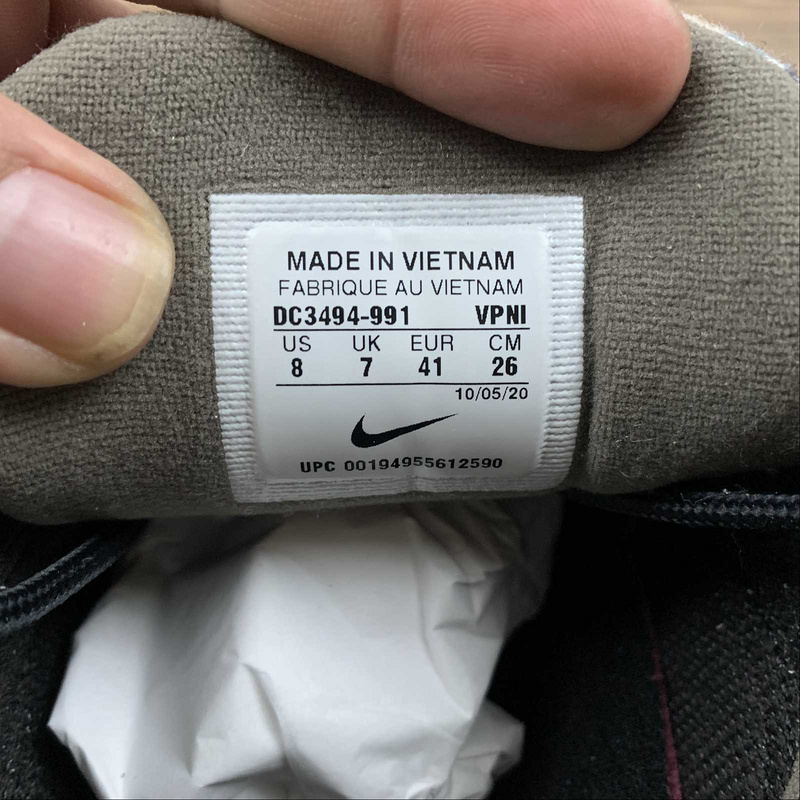 MADE IN VIETNAM
FABRIQUE AU VIETNAM
DC3494-991 VPNI
US UK EUR CM
8 7 41 26
10/05/20
UPC 00194955612590